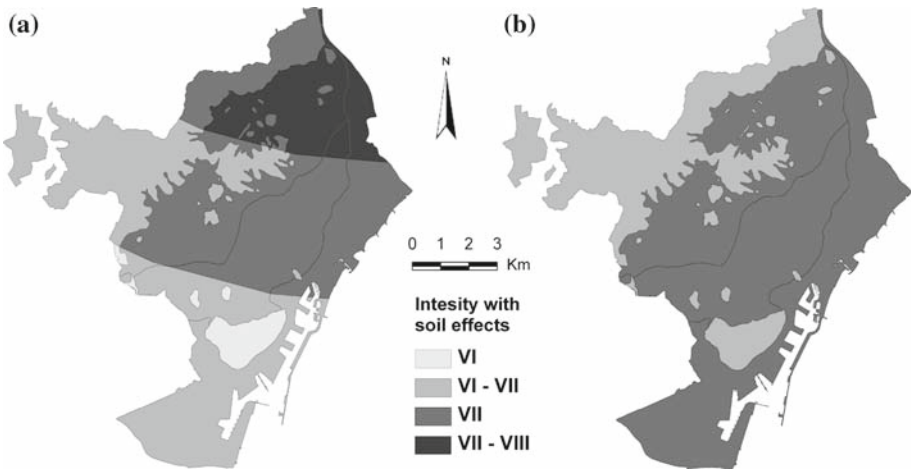 (a)
(b)
N
0 1 2 3
Km
Intesity with
soil effects
VI
VI - VII
VII
VII - VIII